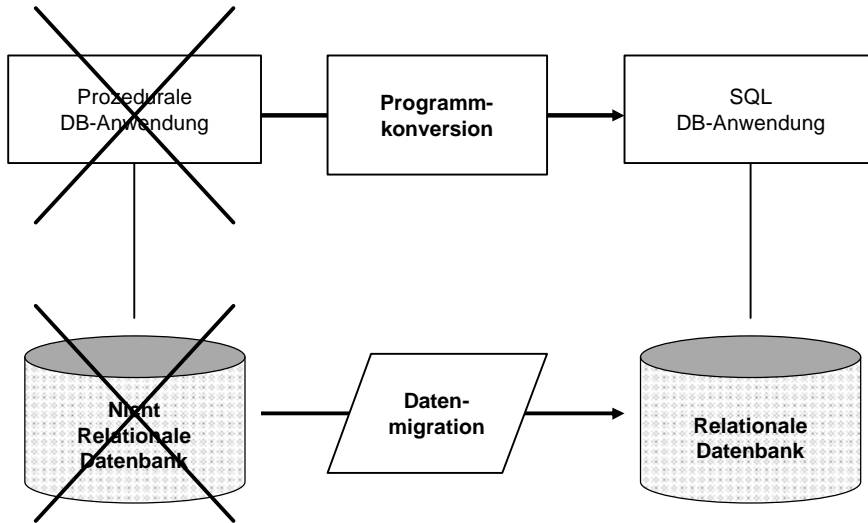 Prozedurale
DB-Anwendung
Programm-
konversion
SQL
DB-Anwendung
Nicht
Relationale
Datenbank
Daten-
migration
Relationale
Datenbank